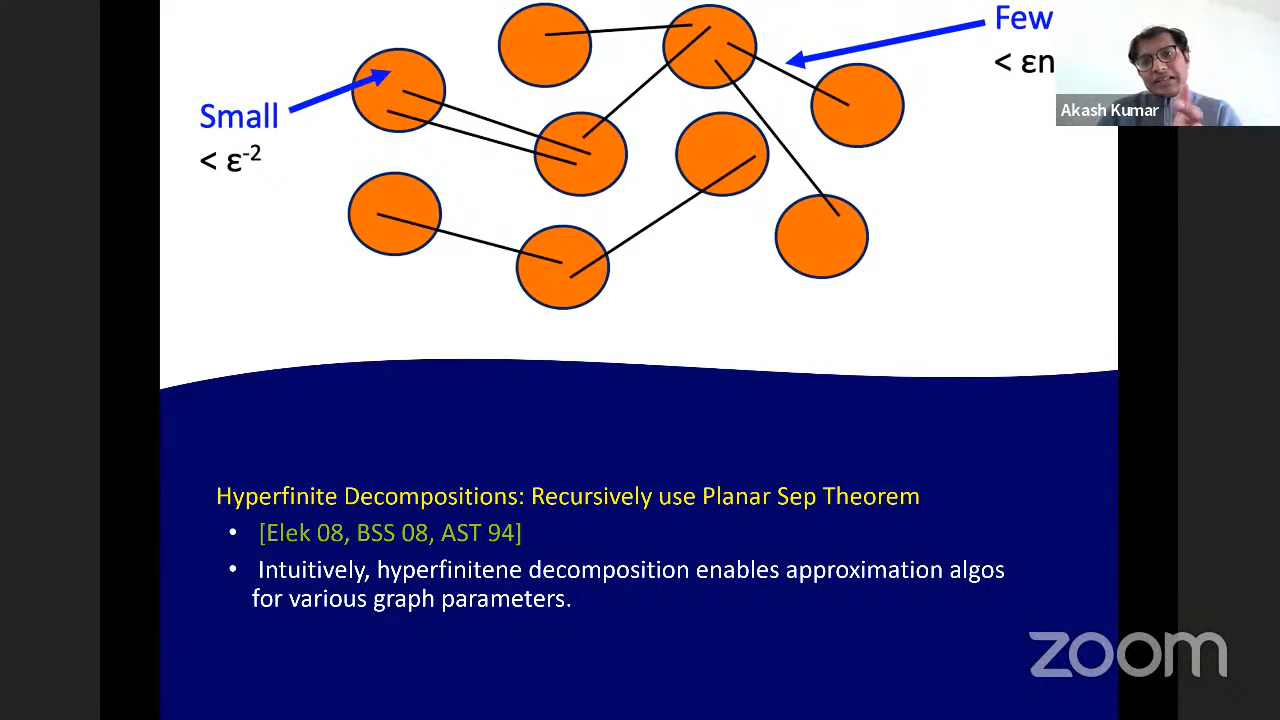 Few
< εn
Akash Kumar
Small
< ε-2
Hyperfinite Decompositions: Recursively use Planar Sep Theorem
• [Elek 08, BSS 08, AST 94]
• Intuitively, hyperfinitene decomposition enables approximation algos
for various graph parameters.
zoom